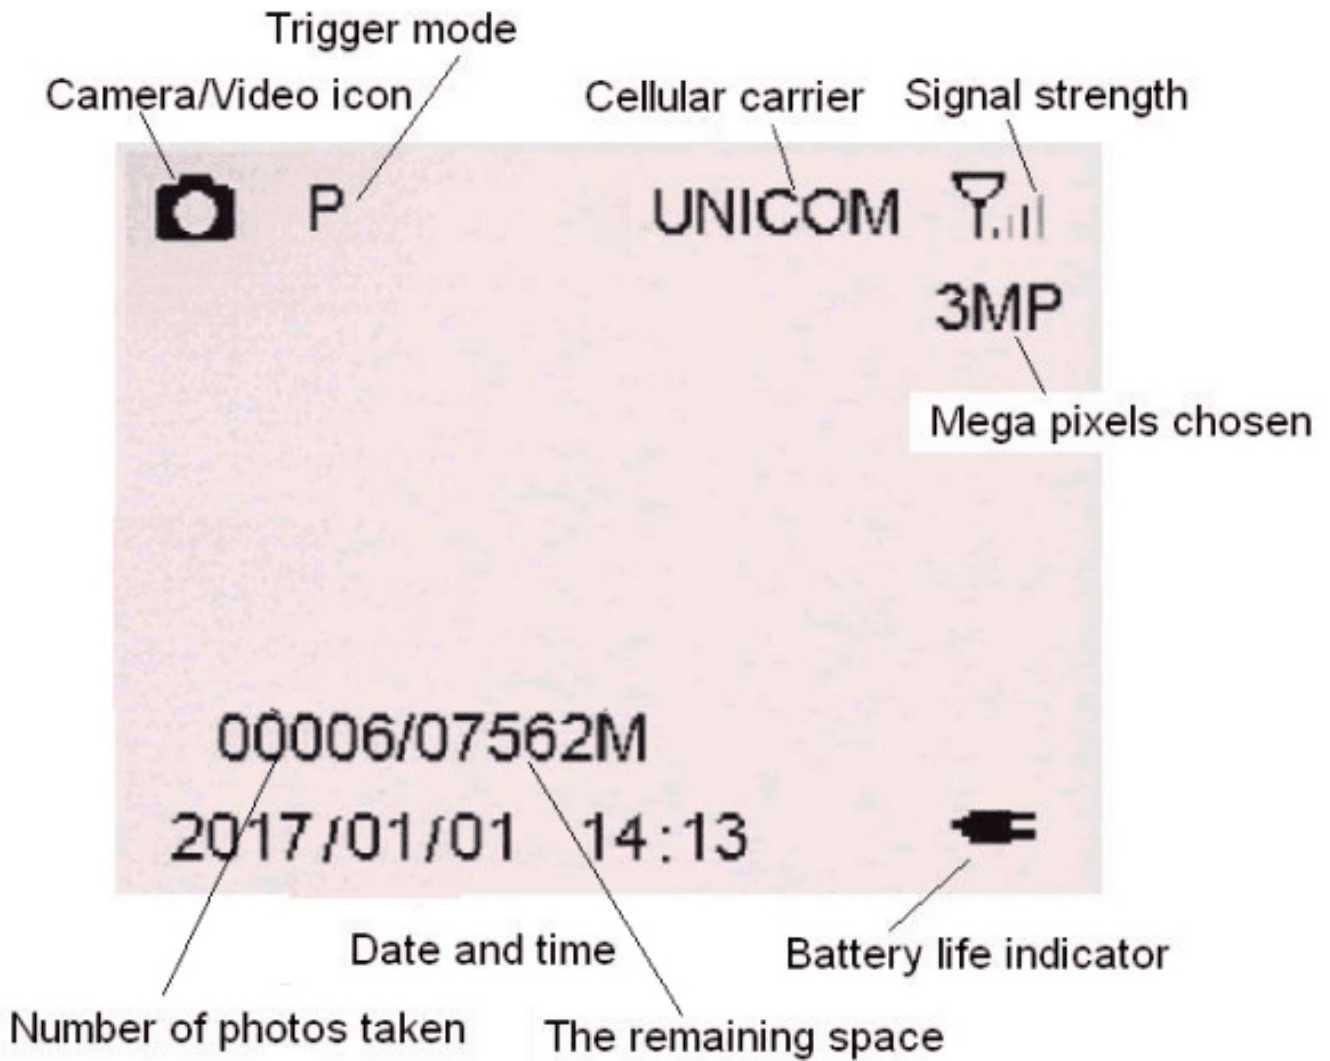 Trigger mode
Camera/Video icon
Cellular carrier
Signal strength
P
UNICOM
3MP
Mega pixels chosen
00006/07562M
2017/01/01 14:13
Date and time
Battery life indicator
Number of photos taken
The remaining space